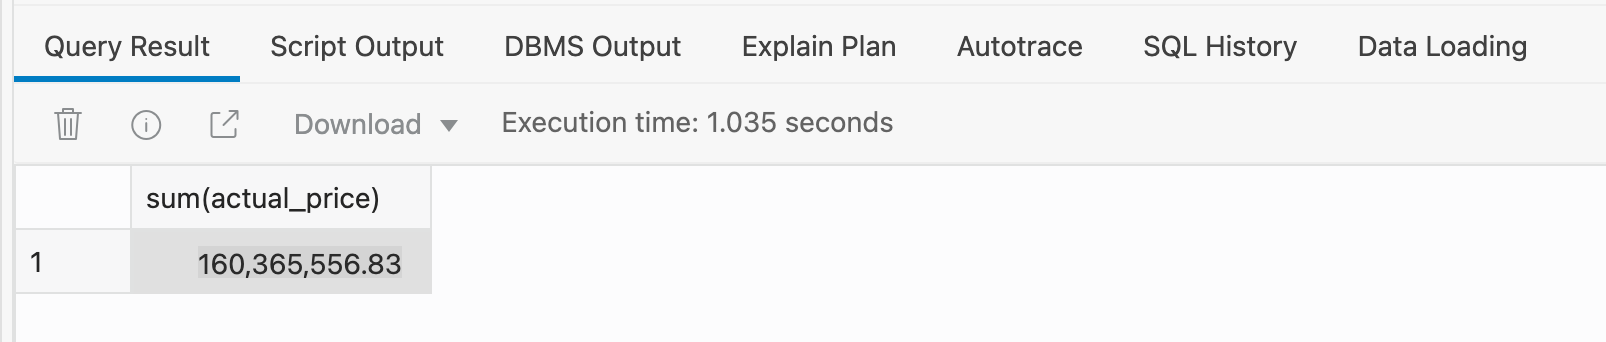 Query Result Script Output DBMS Output Explain Plan Autotrace SQL History Data Loading
Download Execution time: 1.035 seconds
sum(actual_price)
1 160,365,556.83